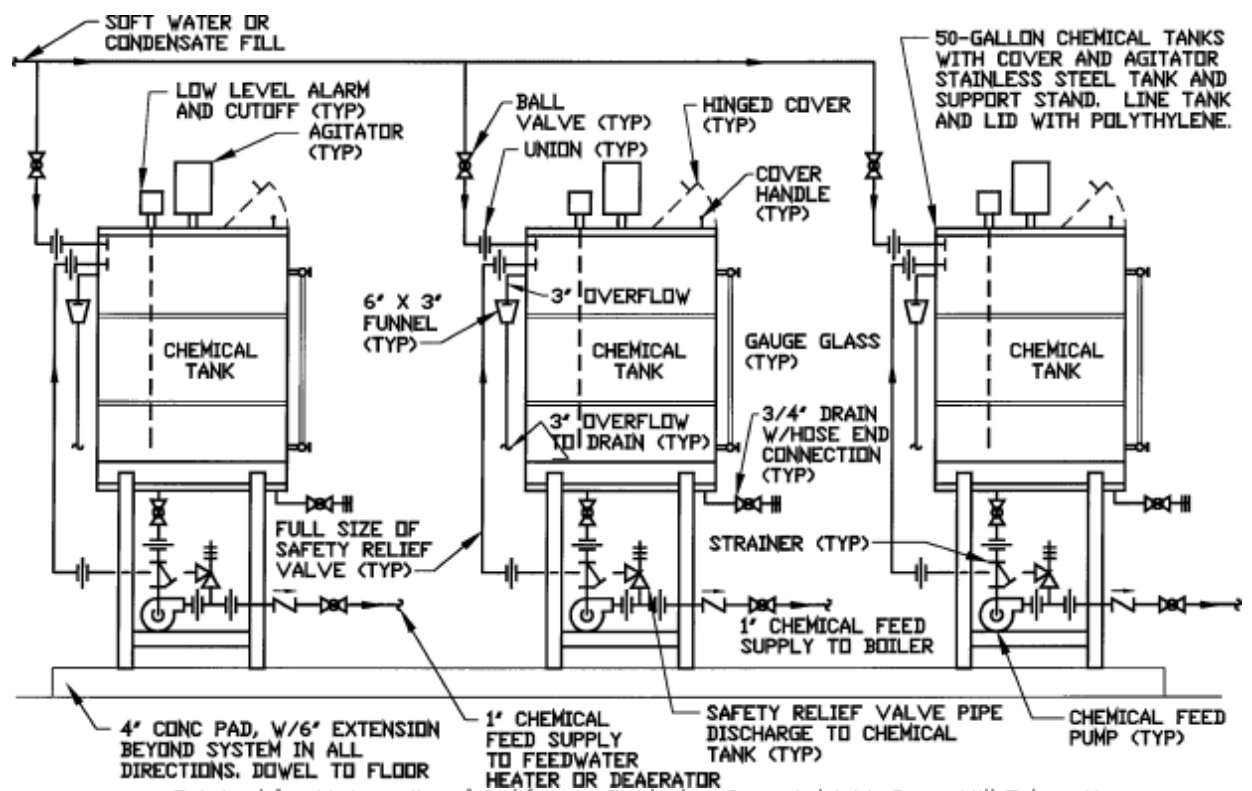 SOFT WATER OR
CONDENSATE FILL
LOW LEVEL ALARM
AND CUTOFF (TYP)
AGITATOR
(TYP)
BALL
VALVE (TYP)
UNION (TYP)
HINGED COVER
(TYP)
COVER
HANDLE
(TYP)
50-GALLON CHEMICAL TANKS
WITH COVER AND AGITATOR
STAINLESS STEEL TANK AND
SUPPORT STAND. LINE TANK
AND LID WITH POLYTHYLENE.
6" X 3"
FUNNEL
(TYP)
3" OVERFLOW
GAUGE GLASS
(TYP)
CHEMICAL
TANK
CHEMICAL
TANK
CHEMICAL
TANK
3" OVERFLOW
TO DRAIN (TYP)
3/4" DRAIN
W/HOSE END
CONNECTION
(TYP)
FULL SIZE OF
SAFETY RELIEF
VALVE (TYP)
STRAINER (TYP)
1" CHEMICAL FEED
SUPPLY TO BOILER
4" CONC PAD, W/6" EXTENSION
BEYOND SYSTEM IN ALL
DIRECTIONS. DOWEL TO FLOOR
1" CHEMICAL
FEED SUPPLY
TO FEEDWATER
HEATER OR DEAERATOR
SAFETY RELIEF VALVE PIPE
DISCHARGE TO CHEMICAL
TANK (TYP)
CHEMICAL FEED
PUMP (TYP)